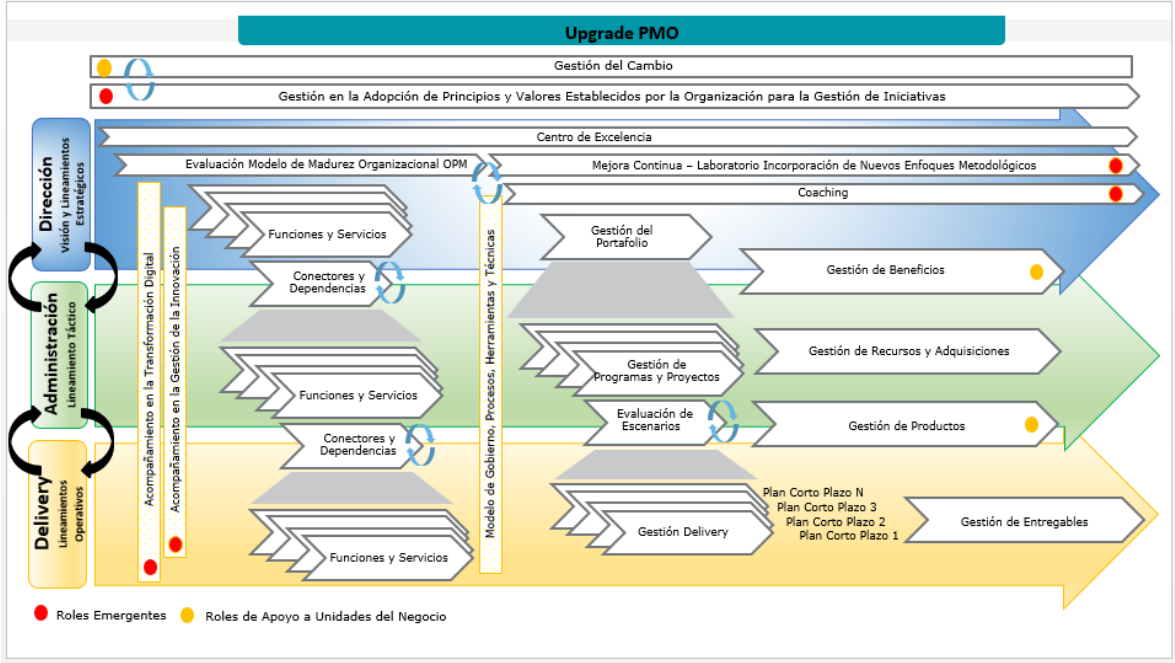 Upgrade PMO
Gestión del Cambio
Gestión en la Adopción de Principios y Valores Establecidos por la Organización para la Gestión de Iniciativas
Centro de Excelencia
Evaluación Modelo de Madurez Organizacional OPM
Mejora Continua – Laboratorio Incorporación de Nuevos Enfoques Metodológicos
Coaching
Dirección
Visión y Lineamientos
Estratégicos
Funciones y Servicios
Conectores y
Dependencias
Gestión del
Portafolio
Gestión de Beneficios
Administración
Lineamiento Táctico
Funciones y Servicios
Conectores y
Dependencias
Gestión de
Programas y Proyectos
Evaluación de
Escenarios
Gestión de Recursos y Adquisiciones
Gestión de Productos
Delivery
Lineamientos
Operativos
Funciones y Servicios
Gestión Delivery
Plan Corto Plazo N
Plan Corto Plazo 3
Plan Corto Plazo 2
Plan Corto Plazo 1
Gestión de Entregables
Acompañamiento en la Transformación Digital
Acompañamiento en la Gestión de la Innovación
Modelo de Gobierno, Procesos, Herramientas y Técnicas
Roles Emergentes
Roles de Apoyo a Unidades del Negocio